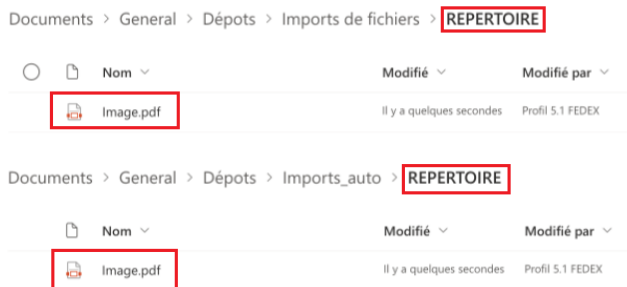 Documents > General > Dépots > Imports de fichiers > REPERTOIRE
Nom Modifié Modifié par
Image.pdf Il y a quelques secondes Profil 5.1 FEDEX
Documents > General > Dépots > Imports_auto > REPERTOIRE
Nom Modifié Modifié par
Image.pdf Il y a quelques secondes Profil 5.1 FEDEX